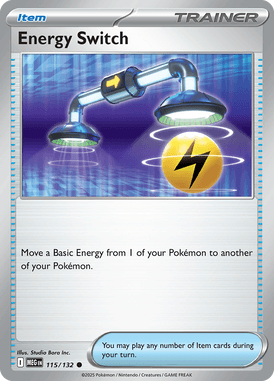 Item
TRAINER
Energy Switch
Move a Basic Energy from 1 of your Pokémon to another
of your Pokémon.
Illus. Studio Bora Inc.
I MEG EN 115/132
You may play any number of Item cards during
your turn.
©2025 Pokémon / Nintendo / Creatures / GAME FREAK